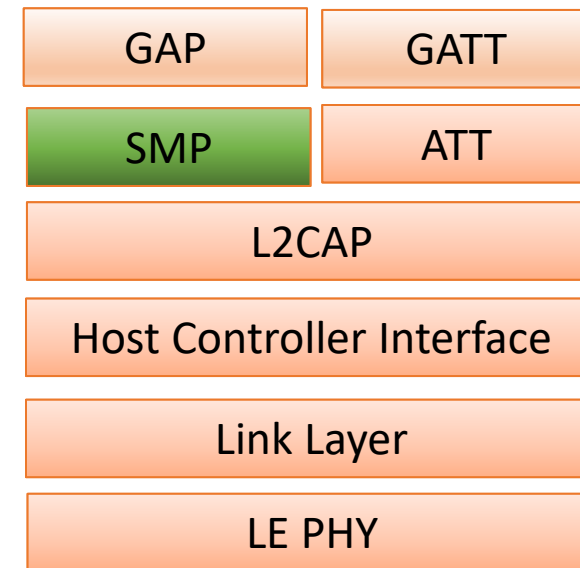 GAP
GATT
SMP
ATT
L2CAP
Host Controller Interface
Link Layer
LE PHY